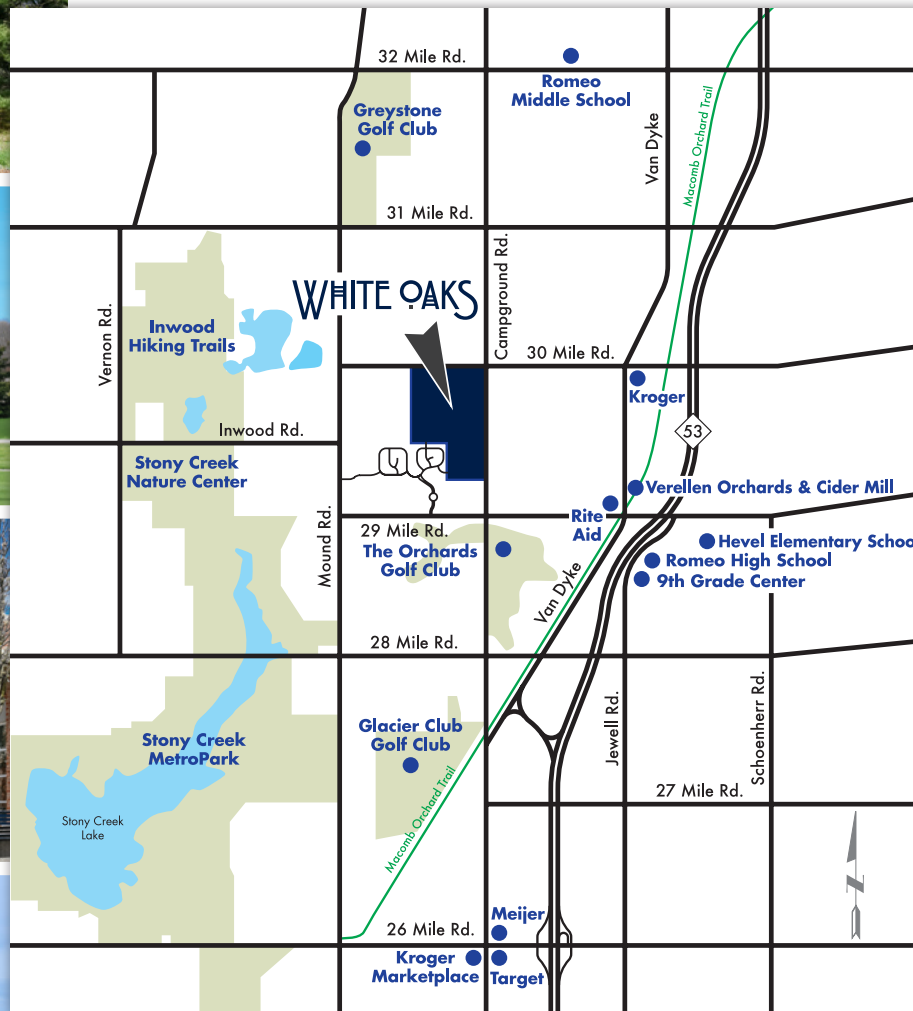 32 Mile Rd.
Romeo
Middle School
Greystone
Golf Club
Van Dyke
Macomb Orchard Trail
31 Mile Rd.
Campground Rd.
WHITE OAKS
Vernon Rd.
Inwood
Hiking Trails
30 Mile Rd.
Kroger
Inwood Rd.
53
Stony Creek
Nature Center
Verellen Orchards & Cider Mill
Rite
Aid
Mound Rd.
29 Mile Rd.
The Orchards
Golf Club
Hevel Elementary Schoo
Romeo High School
9th Grade Center
Van Dyke
28 Mile Rd.
Jewell Rd.
Schoenherr Rd.
Glacier Club
Golf Club
Stony Creek
MetroPark
27 Mile Rd.
Stony Creek
Lake
Macomb Orchard Trail
N
Meijer
26 Mile Rd.
Kroger
Marketplace
Target